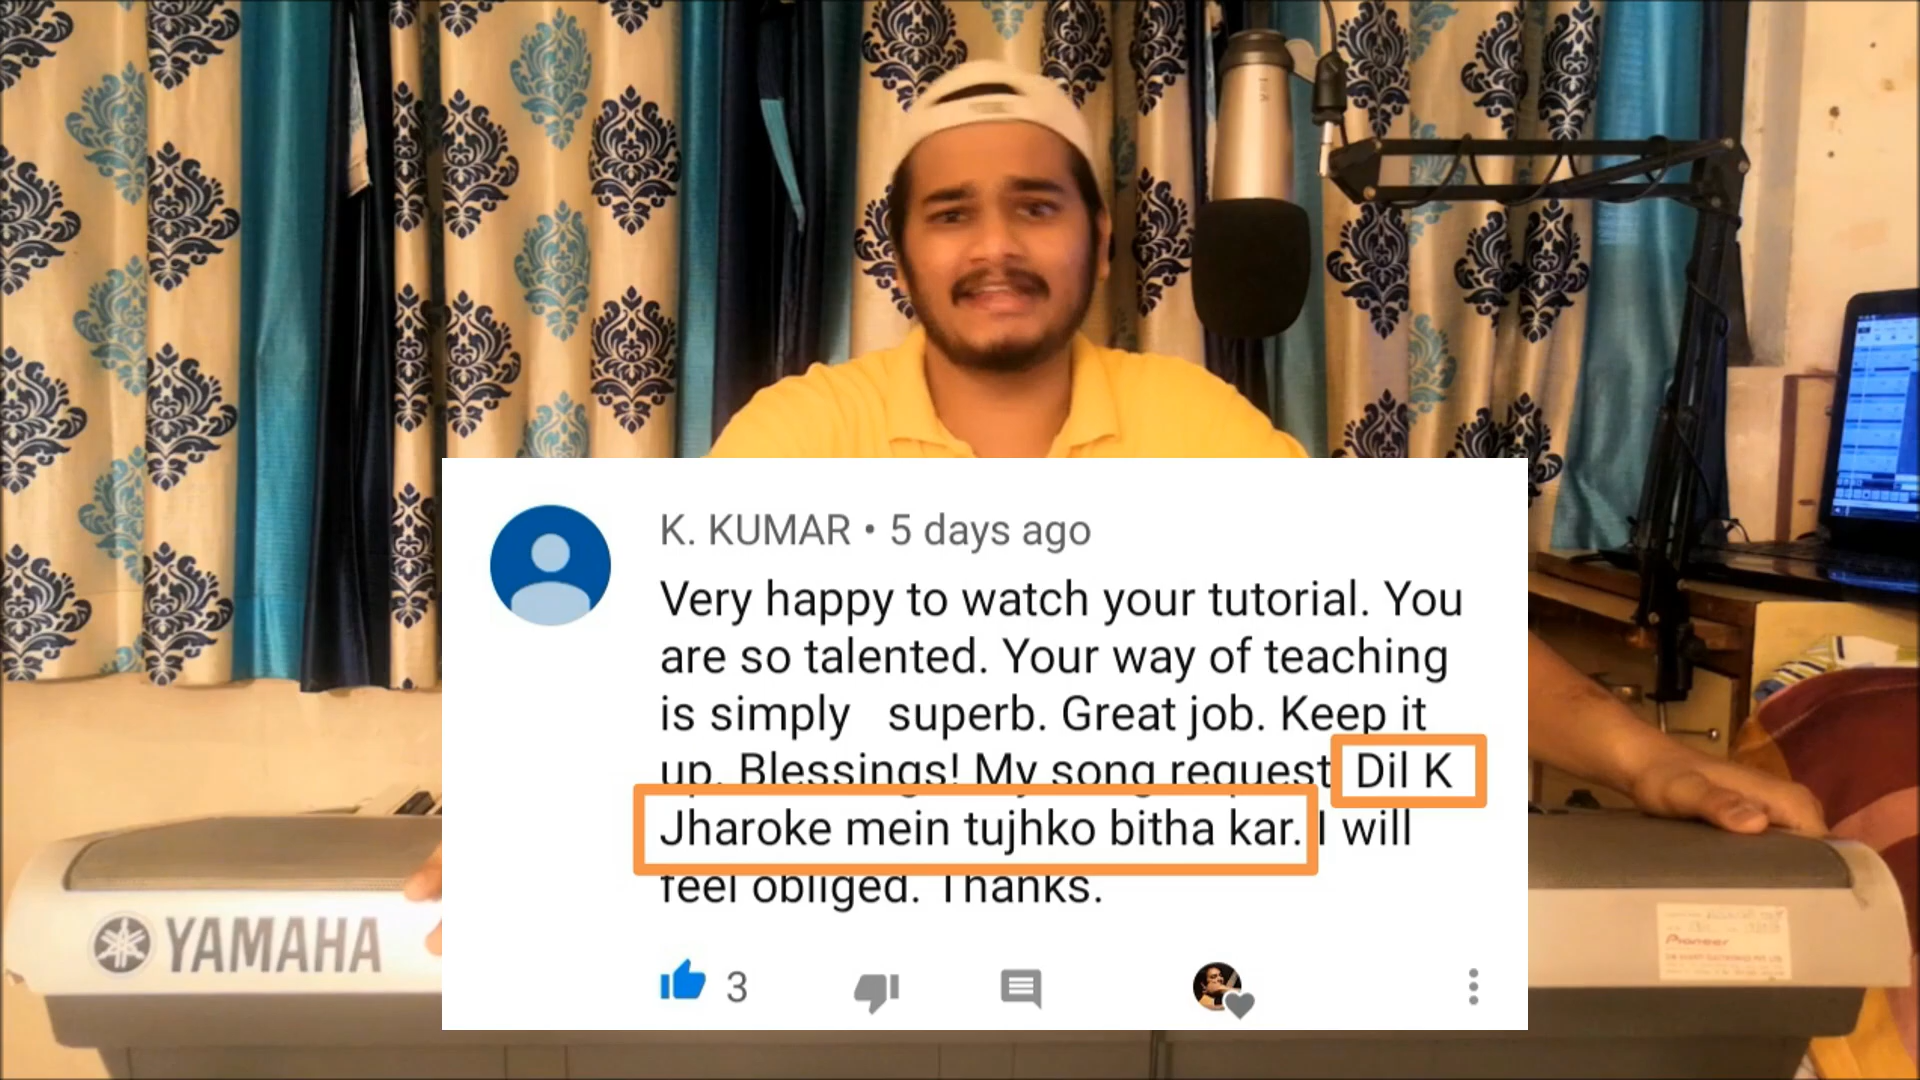 K. KUMAR • 5 days ago
Very happy to watch your tutorial. You
are so talented. Your way of teaching
is simply superb. Great job. Keep it
up. Blessings! My song request Dil K
Jharoke mein tujhko bitha kar. I will
feel obliged. Thanks.
3
YAMAHA
Pioneer